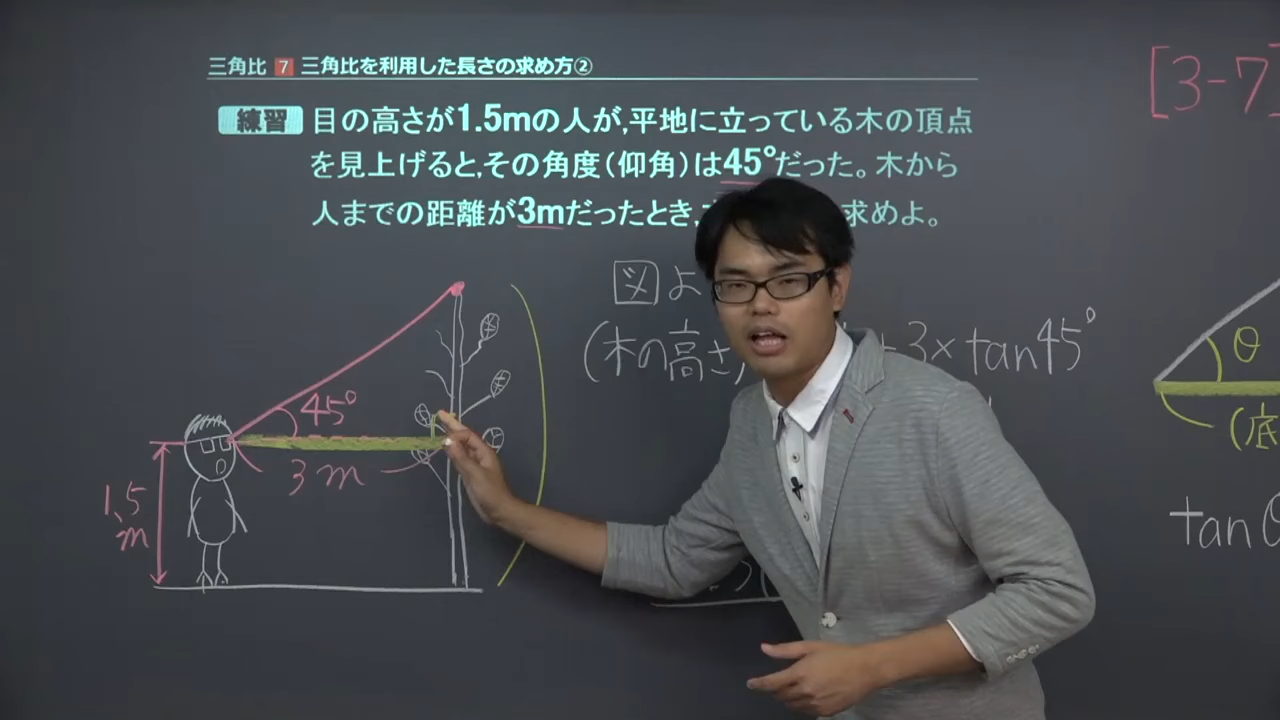 三角比 7 三角比を利用した長さの求め方②
[3-7]
練習 目の高さが1.5mの人が,平地に立っている木の頂点
を見上げると,その角度(仰角)は45°だった。木から
人までの距離が3mだったとき, 求めよ。
図よ
(木の高さ) + 3×tan45°
45°
3m
1.5
m
θ
(底
tanθ